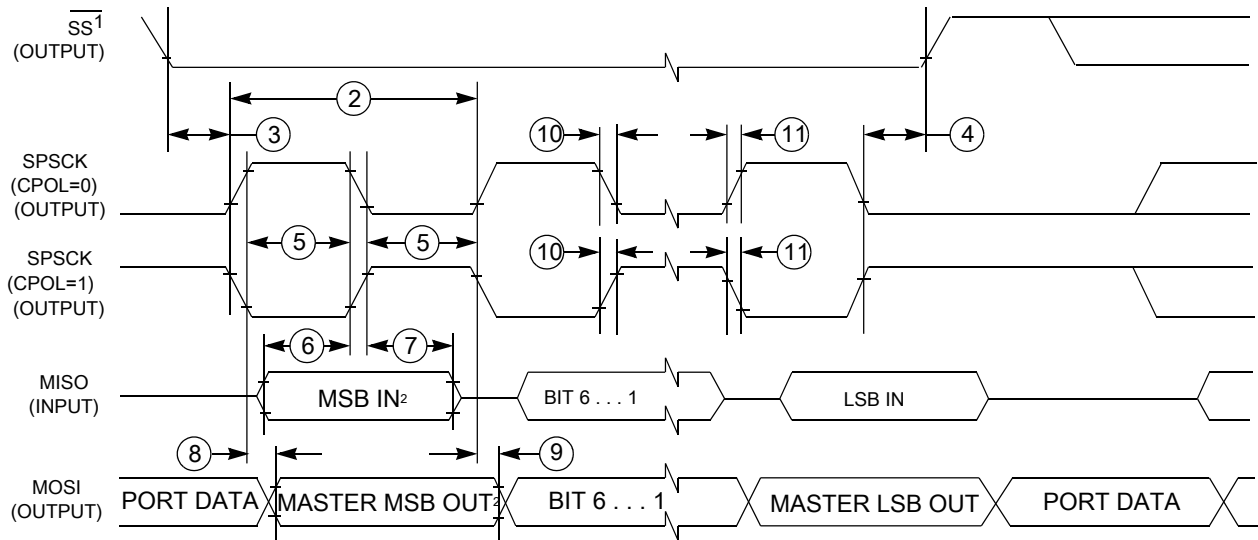 SS1
(OUTPUT)
2
3
10
11
4
SPSCK
(CPOL=0)
(OUTPUT)
5
5
SPSCK
(CPOL=1)
(OUTPUT)
10
11
6
7
MISO
(INPUT)
MSB IN2
BIT 6 . . . 1
LSB IN
8
9
MOSI
(OUTPUT)
PORT DATA
MASTER MSB OUT2
BIT 6 . . . 1
MASTER LSB OUT
PORT DATA